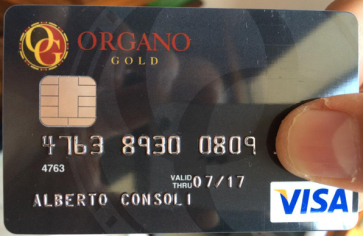 ORGANO
GOLD
4763 8930 0809
4763
VALID
THRU 07/17
ALBERTO CONSOLI
VISA